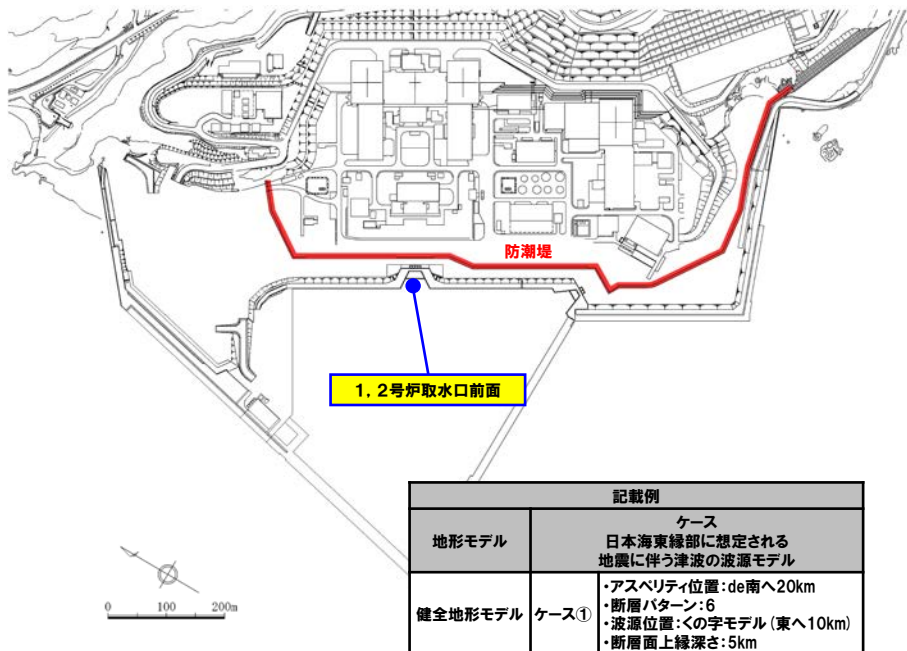 防潮堤
1,2号炉取水口前面
0 100 200m
記載例
地形モデル
ケース
日本海東縁部に想定される
地震に伴う津波の波源モデル
健全地形モデル
ケース①
・アスペリティ位置:de南へ20km
・断層パターン:6
・波源位置:くの字モデル(東へ10km)
・断層面上縁深さ:5km